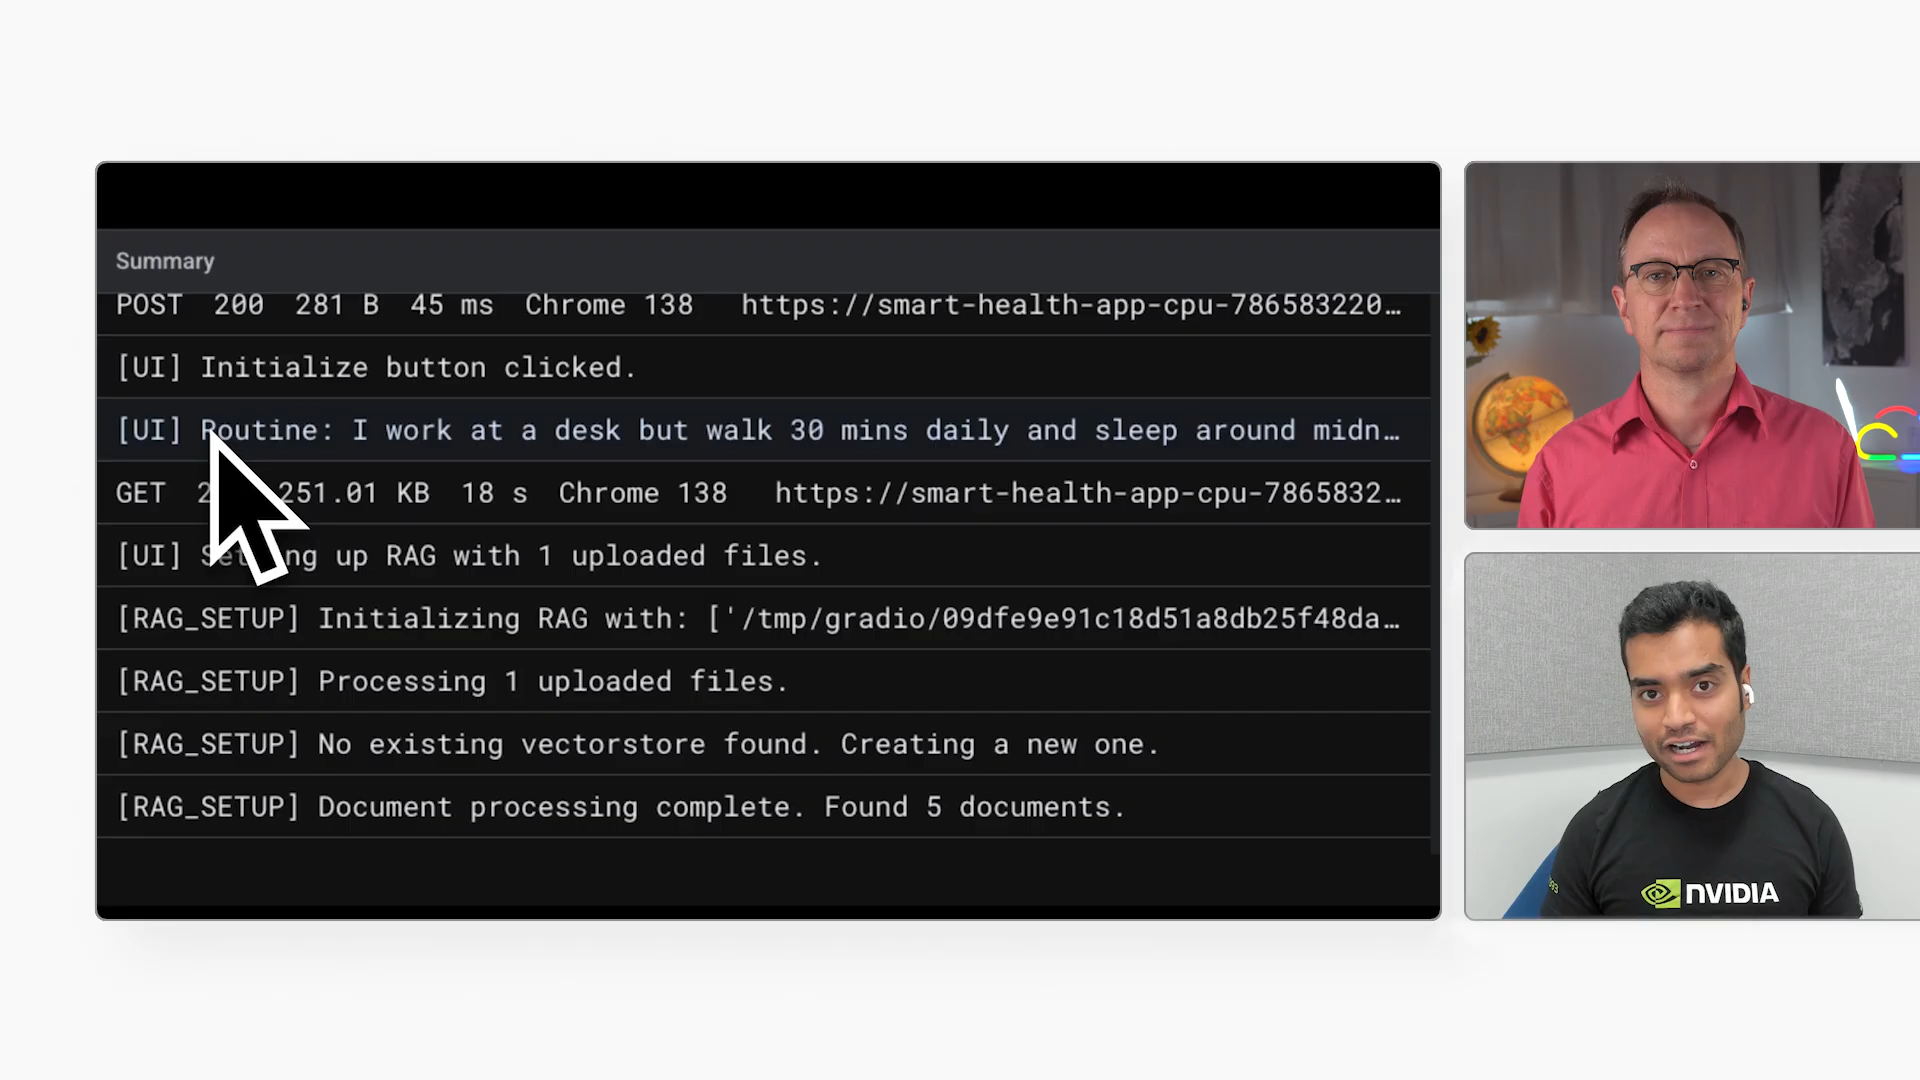 Summary
POST 200 281 B 45 ms Chrome 138 https://smart-health-app-cpu-786583220…
[UI] Initialize button clicked.
[UI] Routine: I work at a desk but walk 30 mins daily and sleep around midn…
GET 251.01 KB 18 s Chrome 138 https://smart-health-app-cpu-7865832…
[UI] up RAG with 1 uploaded files.
[RAG_SETUP] Initializing RAG with: ['/tmp/gradio/09dfe9e91c18d51a8db25f48da…
[RAG_SETUP] Processing 1 uploaded files.
[RAG_SETUP] No existing vectorstore found. Creating a new one.
[RAG_SETUP] Document processing complete. Found 5 documents.
NVIDIA